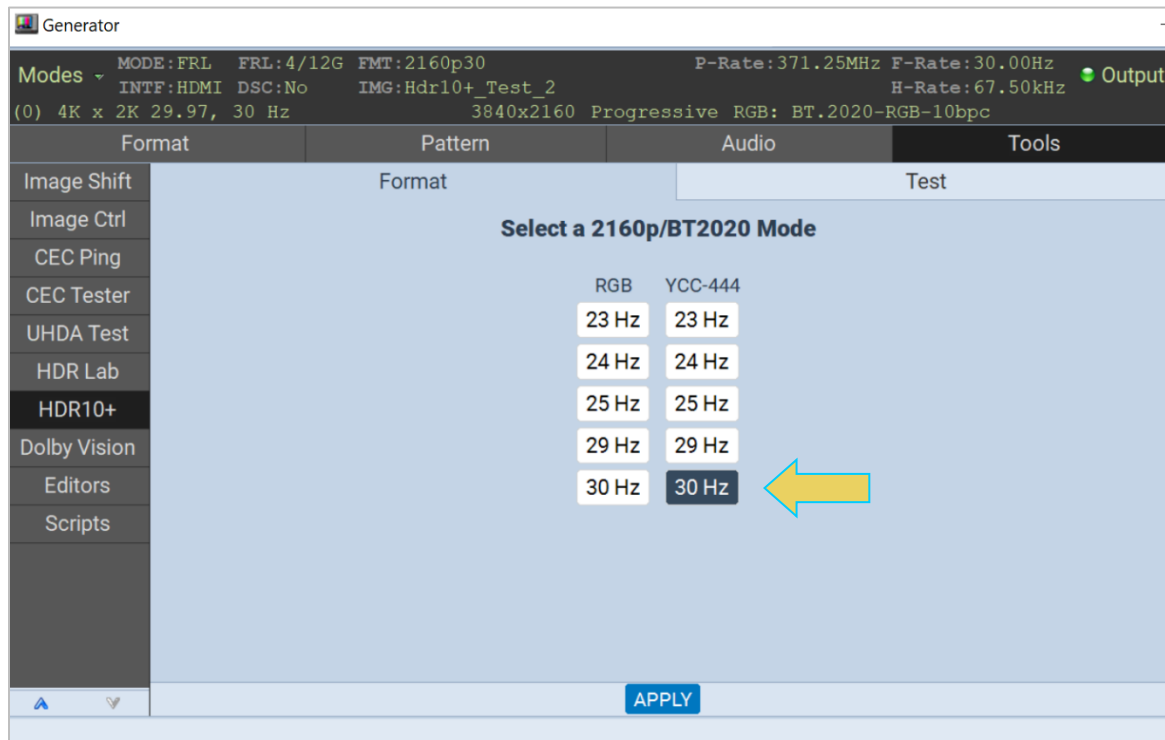 Generator
Modes MODE:FRL FRL:4/12G FMT:2160p30 P-Rate:371.25MHz F-Rate:30.00Hz Output
INTF:HDMI DSC:No IMG:Hdr10+_Test_2 H-Rate:67.50kHz
(0) 4K x 2K 29.97, 30 Hz 3840x2160 Progressive RGB: BT.2020-RGB-10bpc
Format Pattern Audio Tools
Image Shift
Image Ctrl
CEC Ping
CEC Tester
UHDA Test
HDR Lab
HDR10+
Dolby Vision
Editors
Scripts
Format Test
Select a 2160p/BT2020 Mode
RGB YCC-444
23 Hz 23 Hz
24 Hz 24 Hz
25 Hz 25 Hz
29 Hz 29 Hz
30 Hz 30 Hz
APPLY